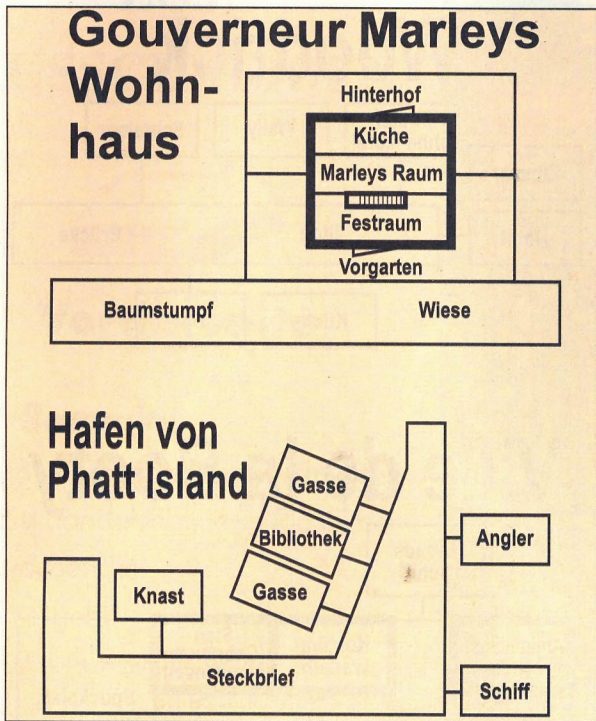 Gouverneur Marleys
Wohn-
haus
Hinterhof
Küche
Marleys Raum
Festraum
Vorgarten
Baumstumpf
Wiese
Hafen von
Phatt Island
Gasse
Bibliothek
Angler
Gasse
Knast
Steckbrief
Schiff